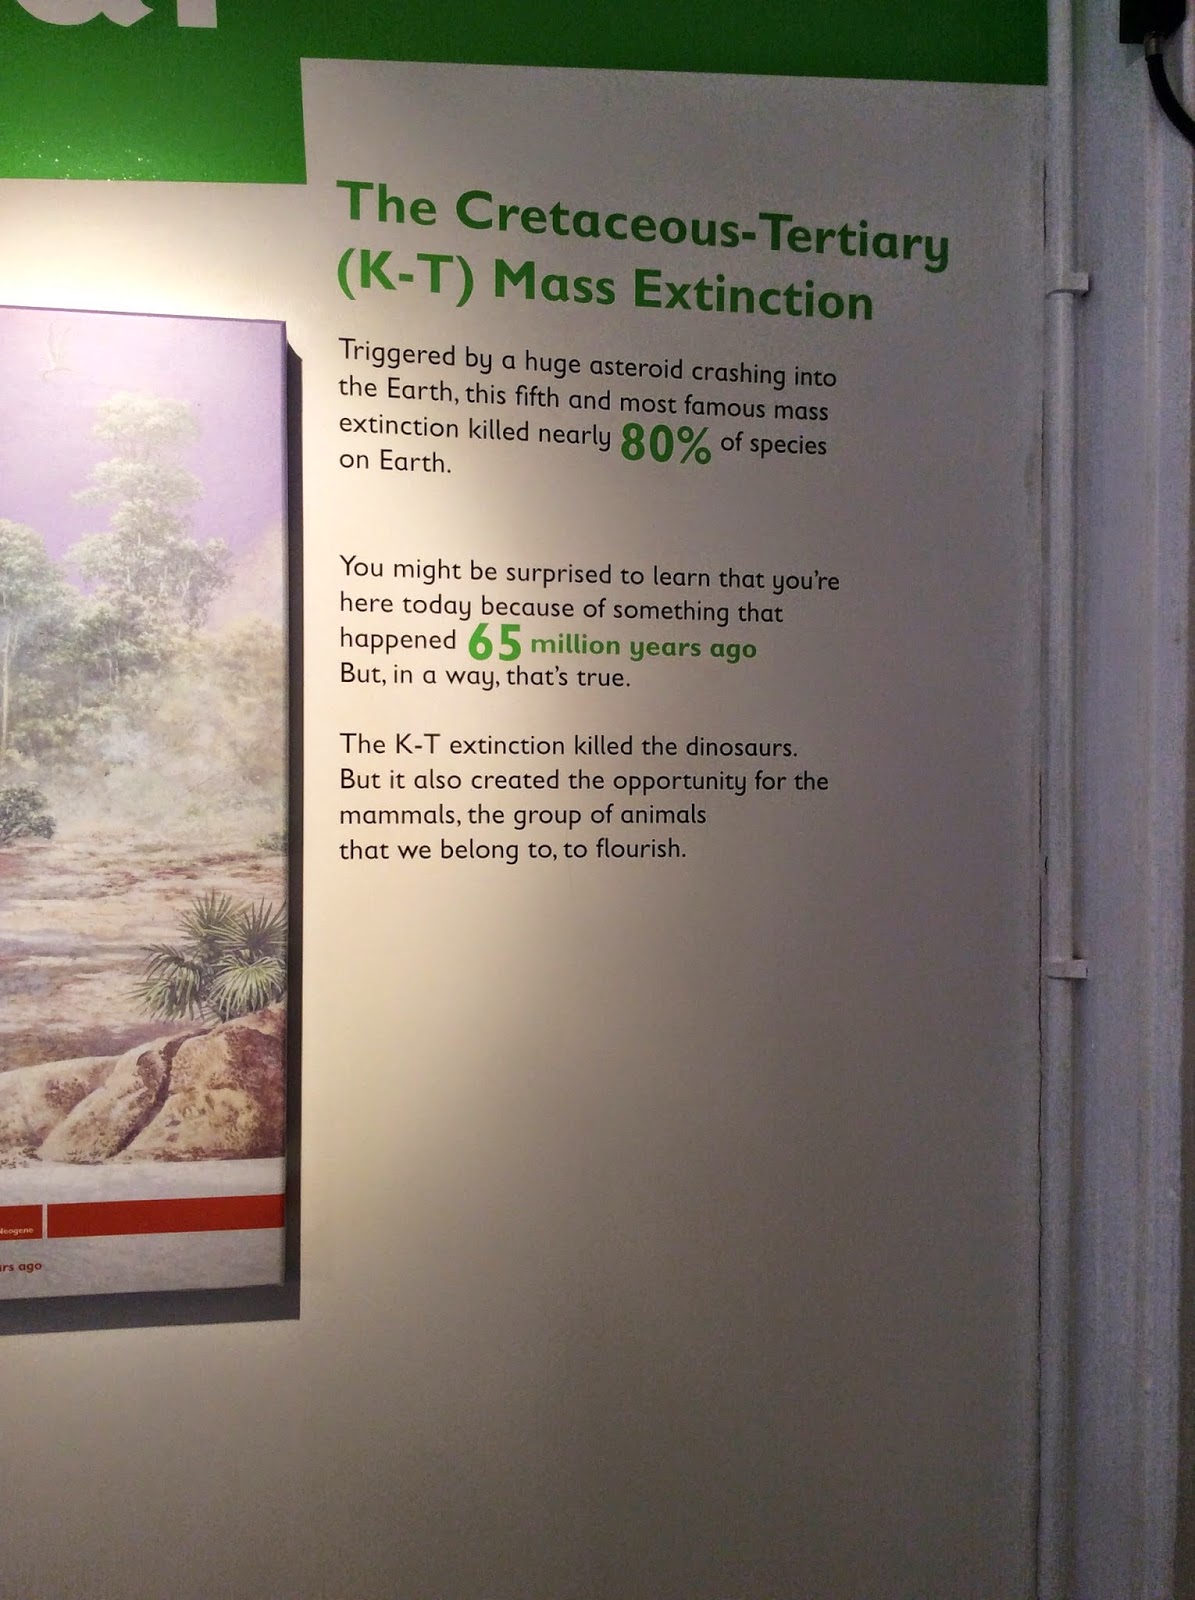 The Cretaceous-Tertiary
(K-T) Mass Extinction
Triggered by a huge asteroid crashing into
the Earth, this fifth and most famous mass
extinction killed nearly 80% of species
on Earth.
You might be surprised to learn that you're
here today because of something that
happened 65 million years ago
But, in a way, that's true.
The K-T extinction killed the dinosaurs.
But it also created the opportunity for the
mammals, the group of animals
that we belong to, to flourish.
Neogene
ago